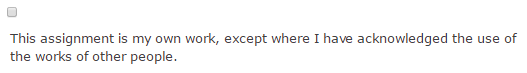 This assignment is my own work, except where I have acknowledged the use of
the works of other people.